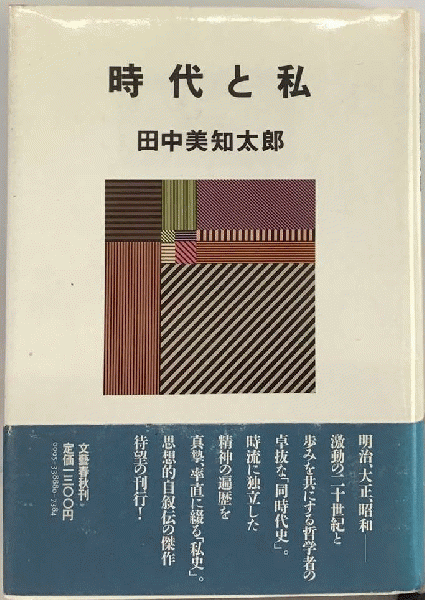 時代と私
田中美知太郎
明治、大正、昭和――
激動の二十世紀と
歩みを共にする哲学者の
卓抜な「同時代史」。
時流に独立した
精神の遍歴を
真摯、率直に綴る「私史」。
思想的自叙伝の傑作
待望の刊行！
文藝春秋刊
定価一三〇〇円